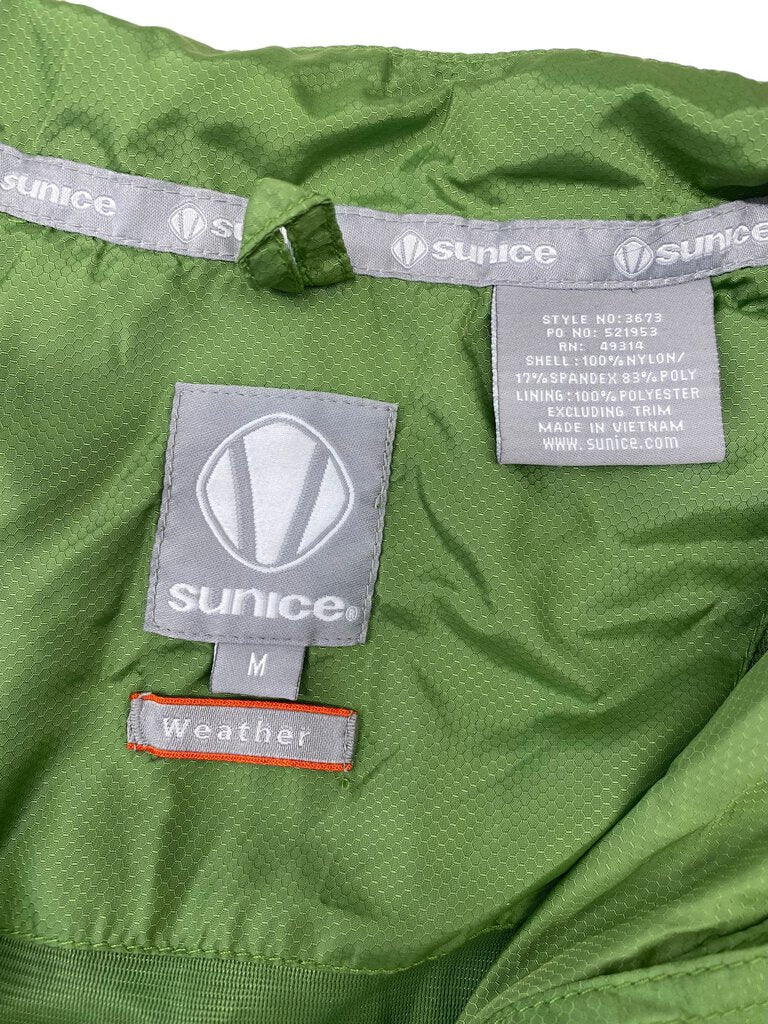 sunice
su
sunice
sunice
STYLE NO:3673
PO NO: 521953
RN: 49314
SHELL:100%NYLON/
17%SPANDEX 83%POLY
LINING:100%POLYESTER
EXCLUDING TRIM
MADE IN VIETNAM
www.sunice.com
sunice®
M
Weather